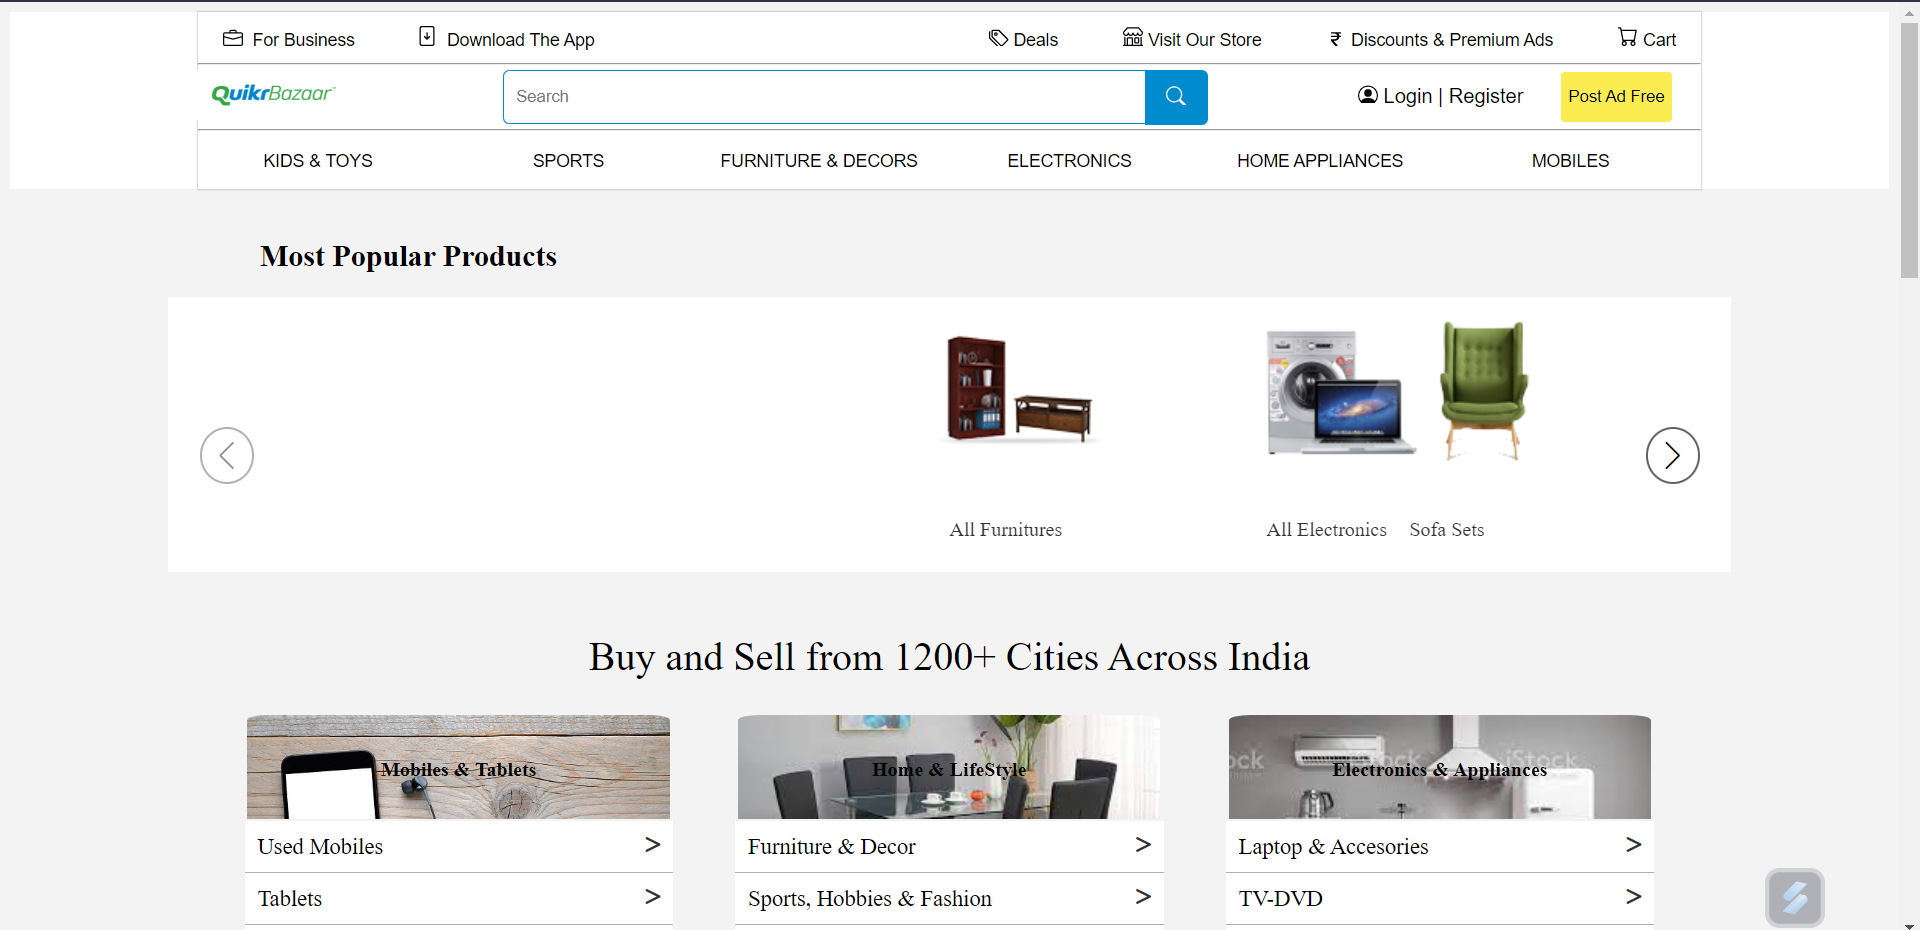 For Business Download The App Deals Visit Our Store ₹ Discounts & Premium Ads Cart
QuikrBazaar Search Login | Register Post Ad Free
KIDS & TOYS SPORTS FURNITURE & DECORS ELECTRONICS HOME APPLIANCES MOBILES
Most Popular Products
All Furnitures All Electronics Sofa Sets
Buy and Sell from 1200+ Cities Across India
Mobiles & Tablets Home & LifeStyle Electronics & Appliances
Used Mobiles > Furniture & Decor > Laptop & Accesories >
Tablets > Sports, Hobbies & Fashion > TV-DVD >